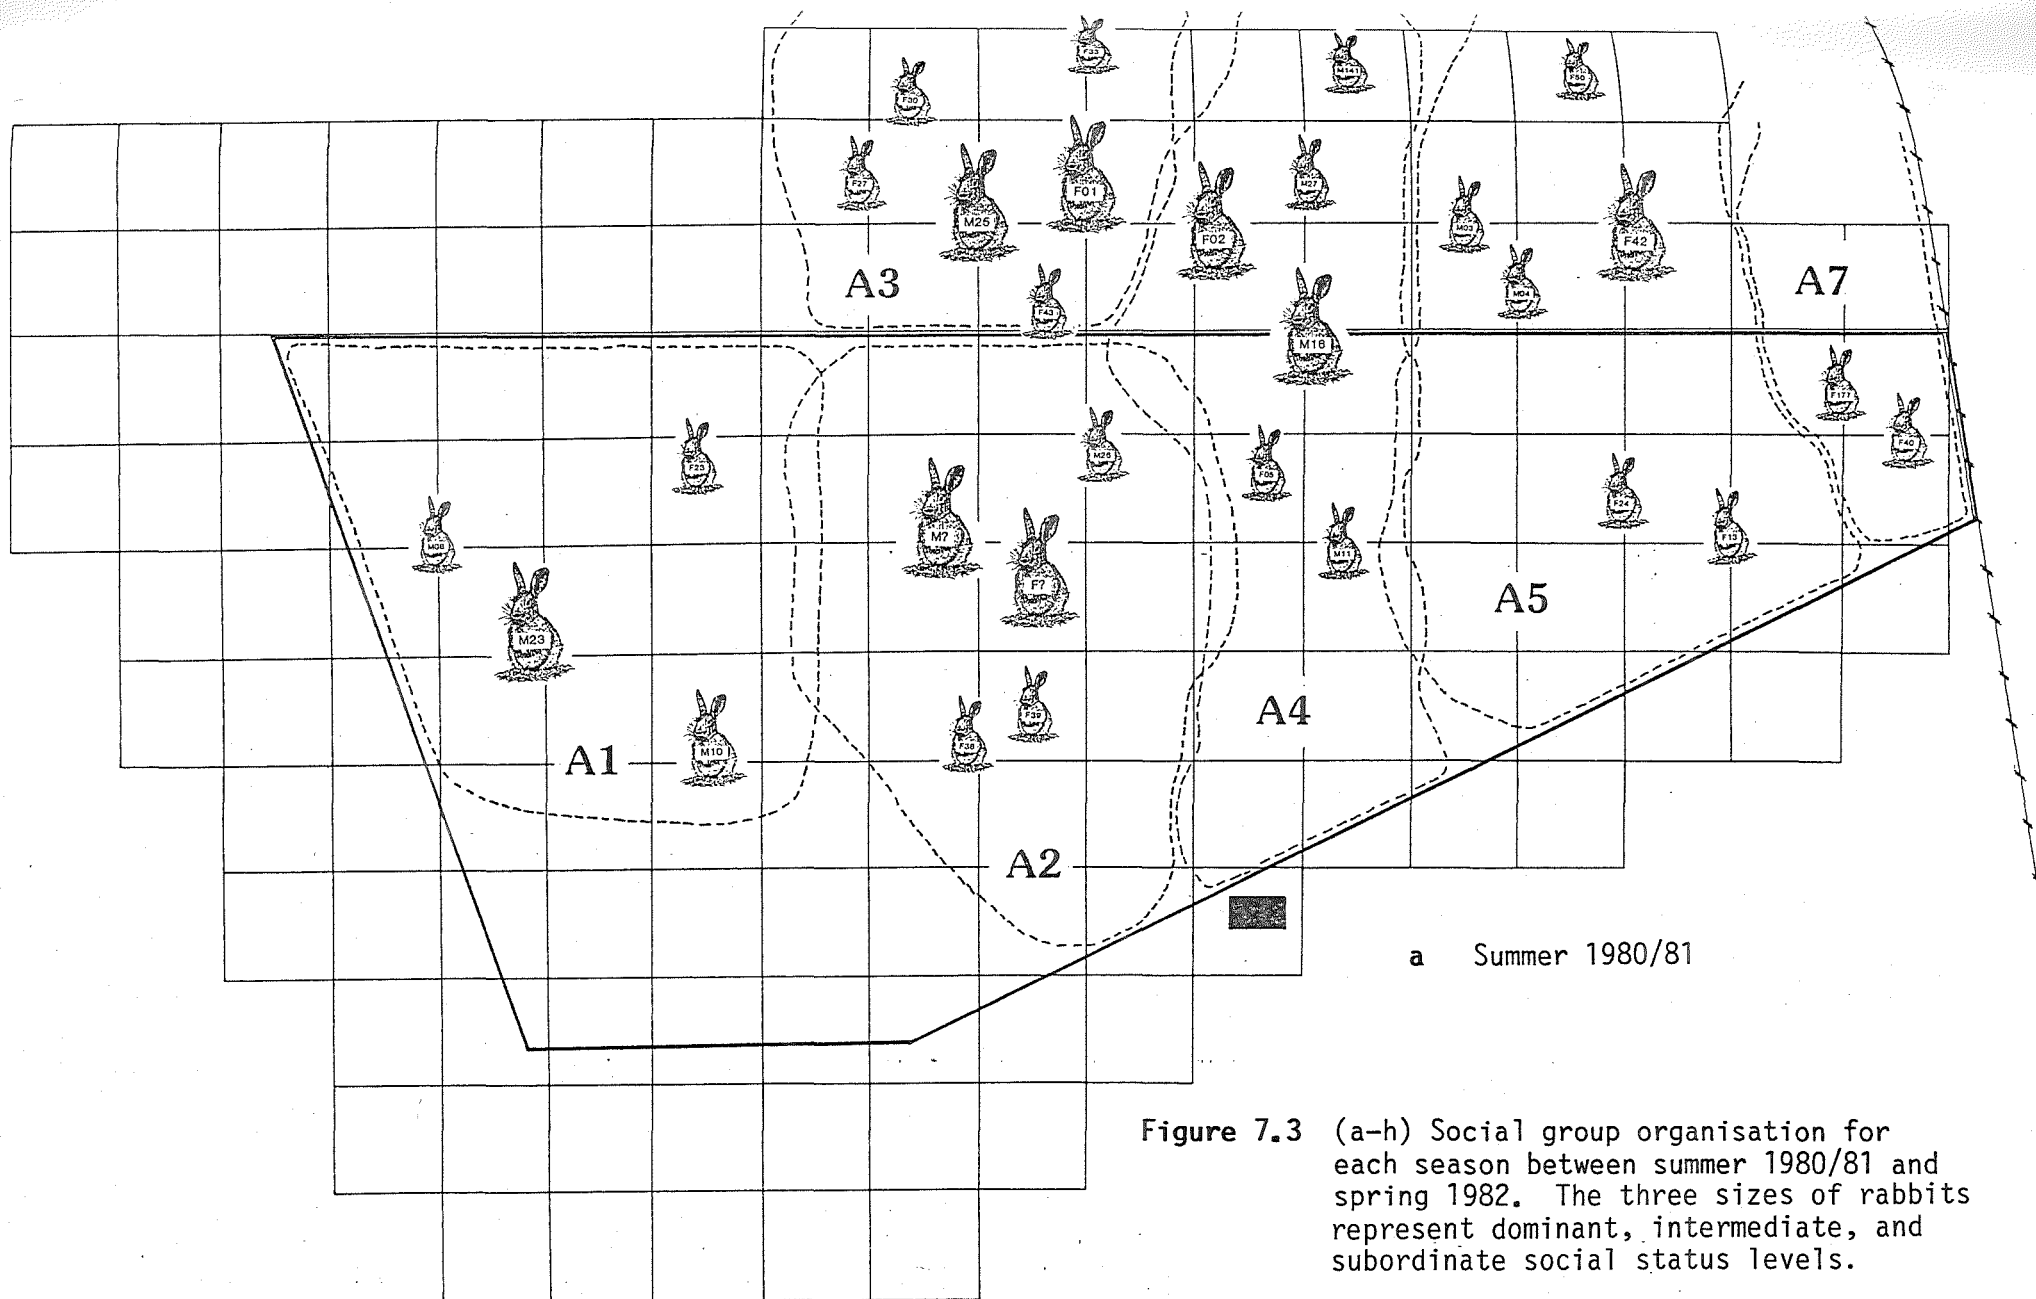 F33
M141
F50
F30
F27
M25
F01
F02
M27
M03
F42
M04
A3
F43
A7
M16
F177
F40
F23
M26
F05
F24
F13
M08
M?
F?
M11
A5
M23
F39
F38
A4
M10
A1
A2
a Summer 1980/81
Figure 7.3 (a-h) Social group organisation for
each season between summer 1980/81 and
spring 1982. The three sizes of rabbits
represent dominant, intermediate, and
subordinate social status levels.